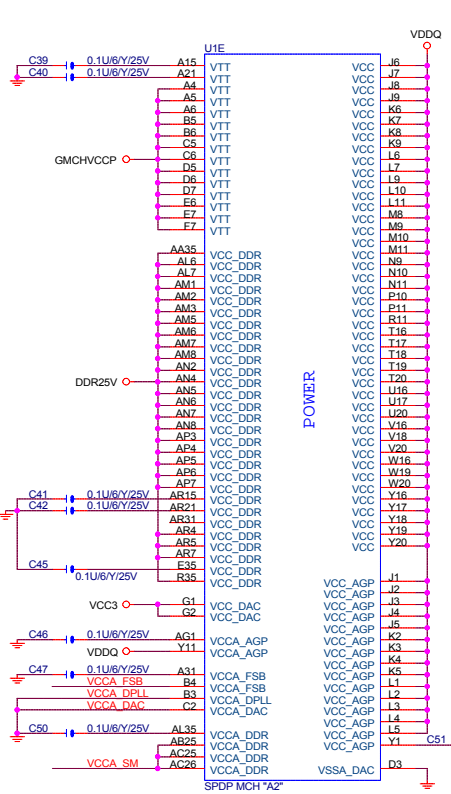 VDDQ
U1E
C39 0.1U/6/Y/25V A15 VTT VCC J6
C40 0.1U/6/Y/25V A21 VTT VCC J7
A4 VTT VCC J8
A5 VTT VCC J9
A6 VTT VCC K6
B5 VTT VCC K7
B6 VTT VCC K8
C5 VTT VCC K9
GMCHVCCP C6 VTT VCC L6
D5 VTT VCC L7
D6 VTT VCC L9
D7 VTT VCC L10
E6 VTT VCC L11
E7 VTT VCC M8
F7 VTT VCC M9
VCC M10
AA35 VCC_DDR VCC M11
AL6 VCC_DDR VCC N9
AL7 VCC_DDR VCC N10
AM1 VCC_DDR VCC N11
AM2 VCC_DDR VCC P10
AM3 VCC_DDR VCC P11
AM5 VCC_DDR VCC R11
AM6 VCC_DDR VCC T16
AM7 VCC_DDR VCC T17
AM8 VCC_DDR VCC T18
AN2 VCC_DDR VCC T19
DDR25V AN4 VCC_DDR VCC T20
AN5 VCC_DDR VCC U16
AN6 VCC_DDR VCC U17
AN7 VCC_DDR VCC U20
AN8 VCC_DDR VCC V16
AP3 VCC_DDR VCC V18
AP4 VCC_DDR VCC V20
AP5 VCC_DDR VCC W16
AP6 VCC_DDR VCC W19
AP7 VCC_DDR VCC W20
C41 0.1U/6/Y/25V AR15 VCC_DDR VCC Y16
C42 0.1U/6/Y/25V AR21 VCC_DDR VCC Y17
AR31 VCC_DDR VCC Y18
AR4 VCC_DDR VCC Y19
AR5 VCC_DDR VCC Y20
AR7 VCC_DDR
C45 0.1U/6/Y/25V E35 VCC_DDR
R35 VCC_DDR VCC_AGP J1
VCC_AGP J2
VCC3 G1 VCC_DAC VCC_AGP J3
G2 VCC_DAC VCC_AGP J4
VCC_AGP J5
C46 0.1U/6/Y/25V AG1 VCCA_AGP VCC_AGP K2
VDDQ Y11 VCCA_AGP VCC_AGP K3
VCC_AGP K4
C47 0.1U/6/Y/25V A31 VCCA_FSB VCC_AGP K5
VCCA_FSB B4 VCCA_FSB VCC_AGP L1
VCCA_DPLL B3 VCCA_DPLL VCC_AGP L2
VCCA_DAC C2 VCCA_DAC VCC_AGP L3
VCC_AGP L4
C50 0.1U/6/Y/25V AL35 VCCA_DDR VCC_AGP L5
AB25 VCCA_DDR VCC_AGP Y1 C51
AC25 VCCA_DDR
VCCA_SM AC26 VCCA_DDR VSSA_DAC D3
POWER
SPDP MCH "A2"